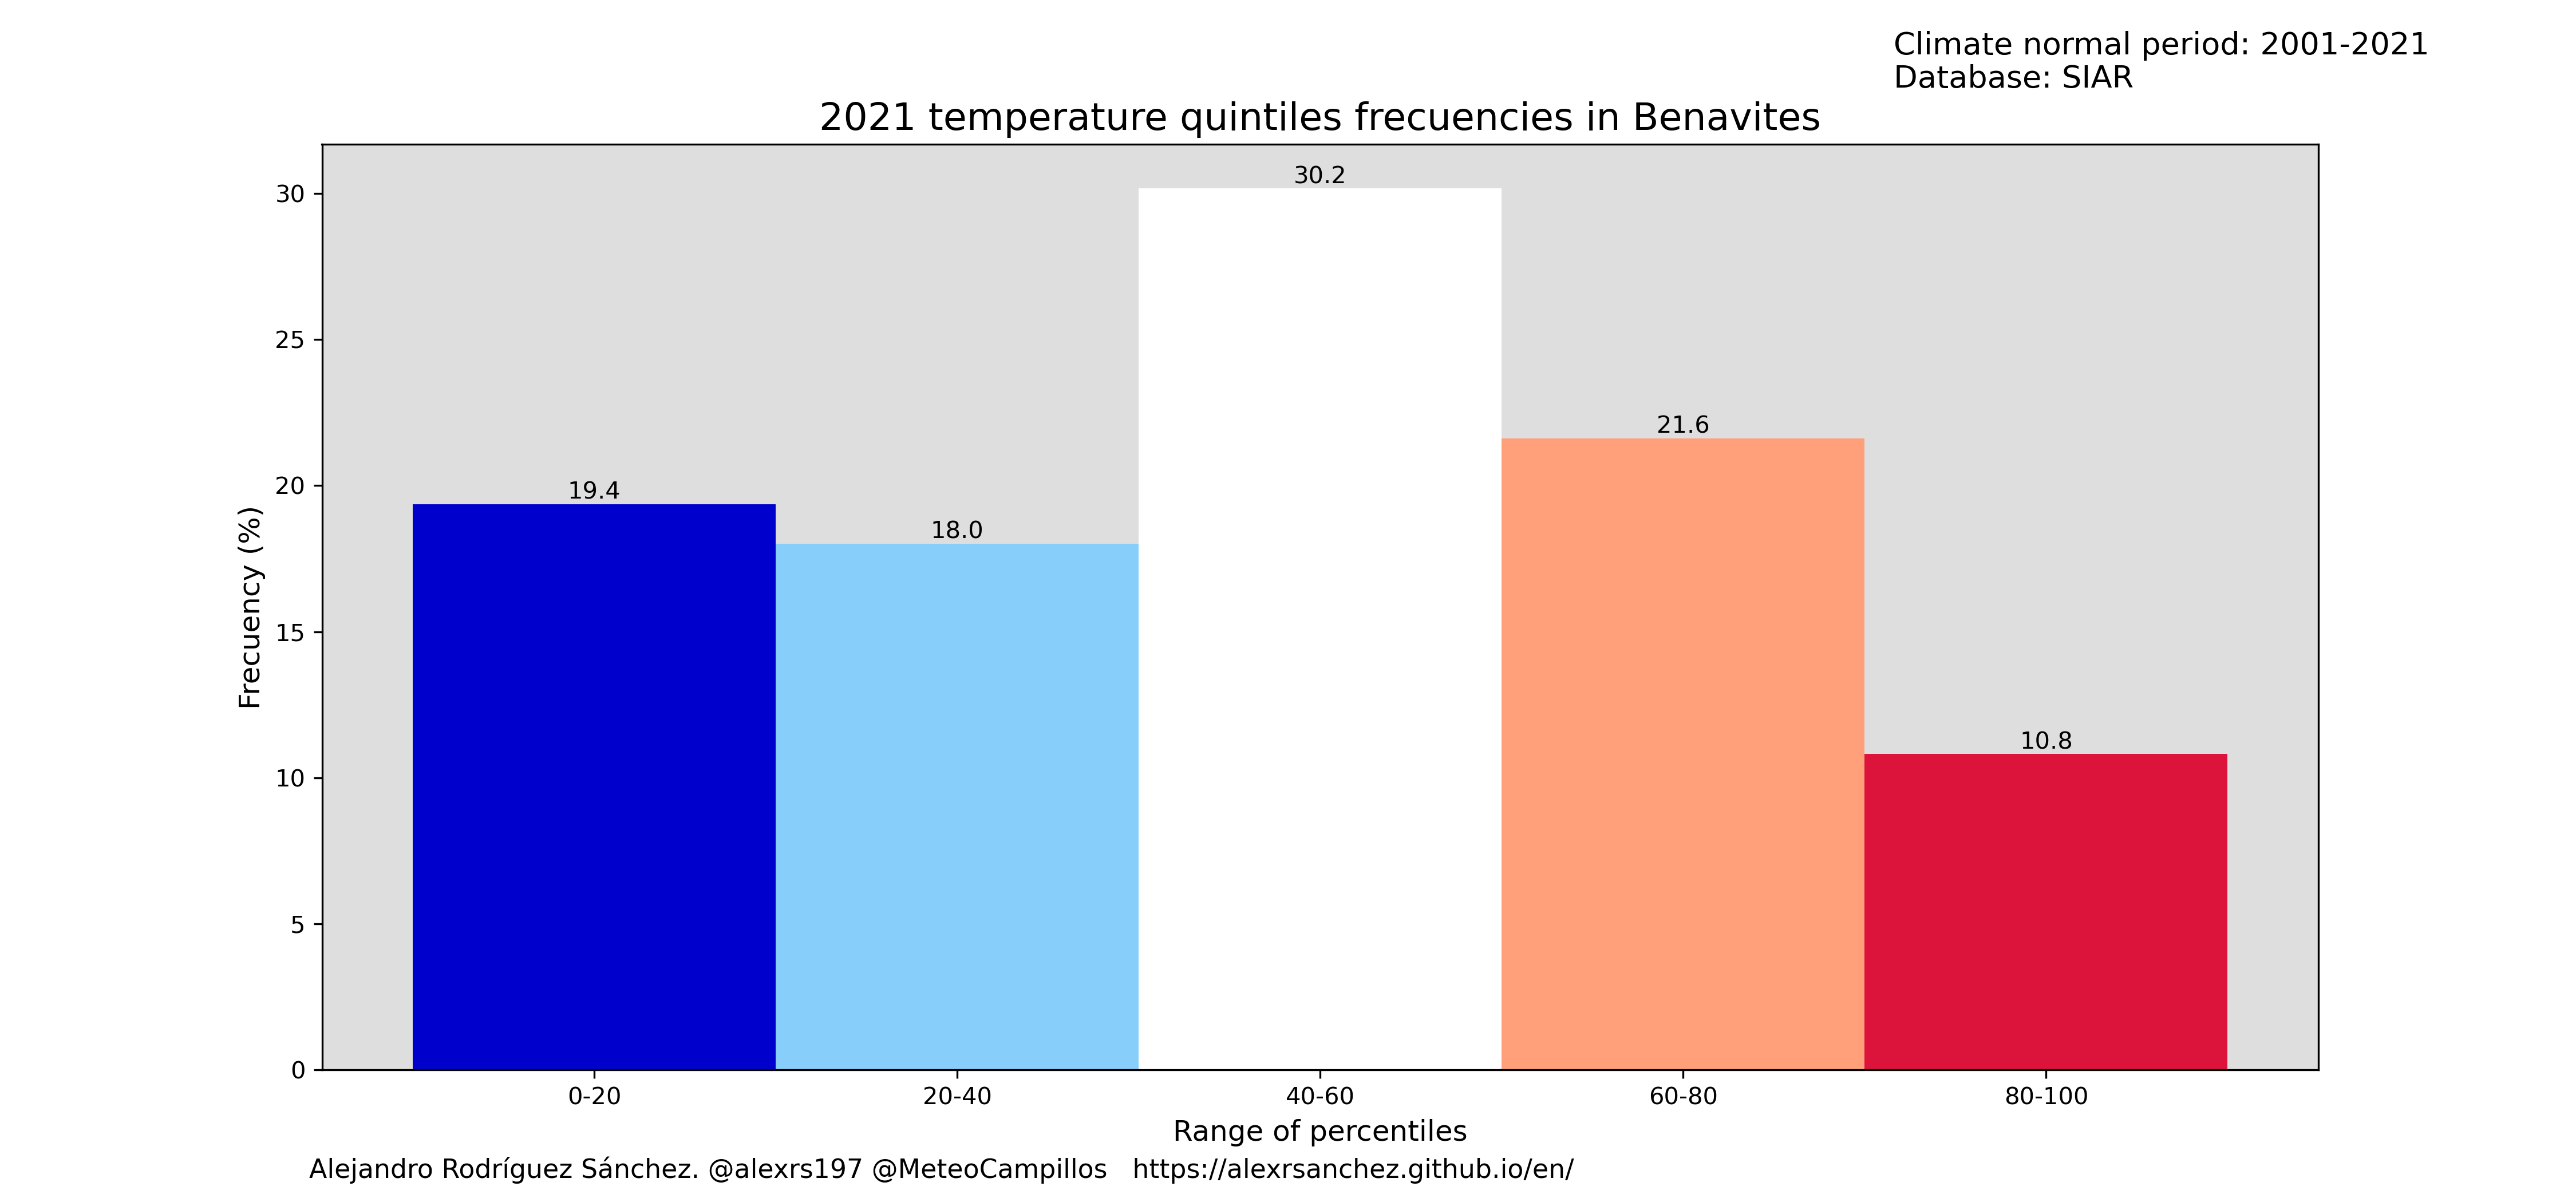 Climate normal period: 2001-2021
Database: SIAR
2021 temperature quintiles frecuencies in Benavites
Frecuency (%)
30
25
20
15
10
5
0
19.4
18.0
30.2
21.6
10.8
0-20
20-40
40-60
60-80
80-100
Range of percentiles
Alejandro Rodríguez Sánchez. @alexrs197 @MeteoCampillos https://alexrsanchez.github.io/en/